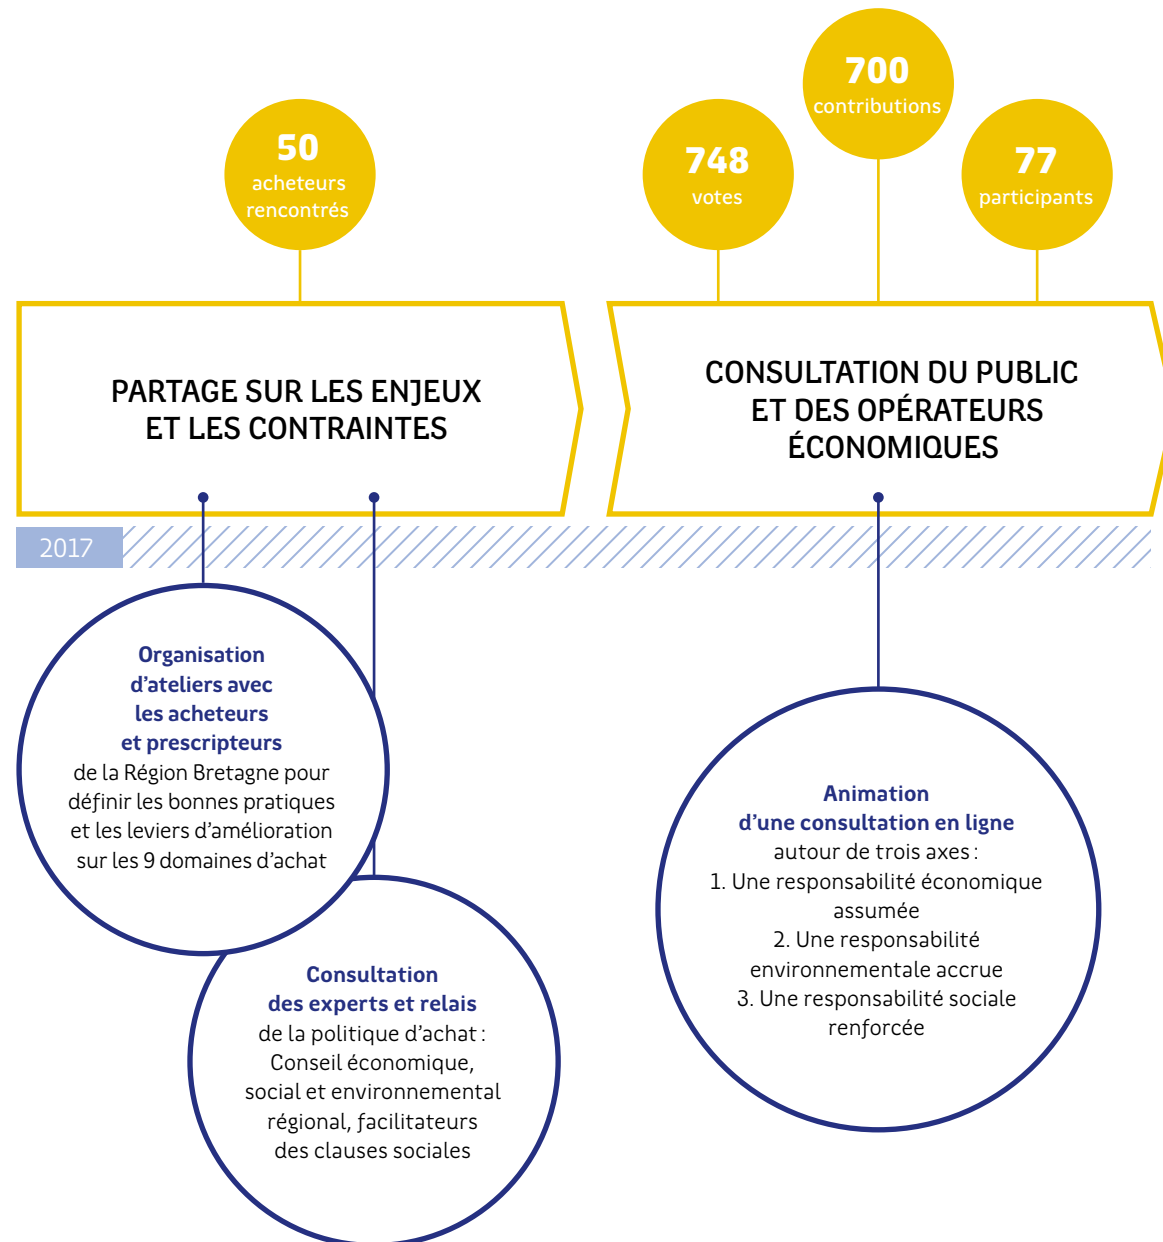 50
acheteurs
rencontrés
748
votes
700
contributions
77
participants
PARTAGE SUR LES ENJEUX
ET LES CONTRAINTES
CONSULTATION DU PUBLIC
ET DES OPÉRATEURS
ÉCONOMIQUES
2017
Organisation
d’ateliers avec
les acheteurs
et prescripteurs
de la Région Bretagne pour
définir les bonnes pratiques
et les leviers d’amélioration
sur les 9 domaines d’achat
Consultation
des experts et relais
de la politique d’achat :
Conseil économique,
social et environnemental
régional, facilitateurs
des clauses sociales
Animation
d’une consultation en ligne
autour de trois axes :
1. Une responsabilité économique
assumée
2. Une responsabilité
environnementale accrue
3. Une responsabilité sociale
renforcée